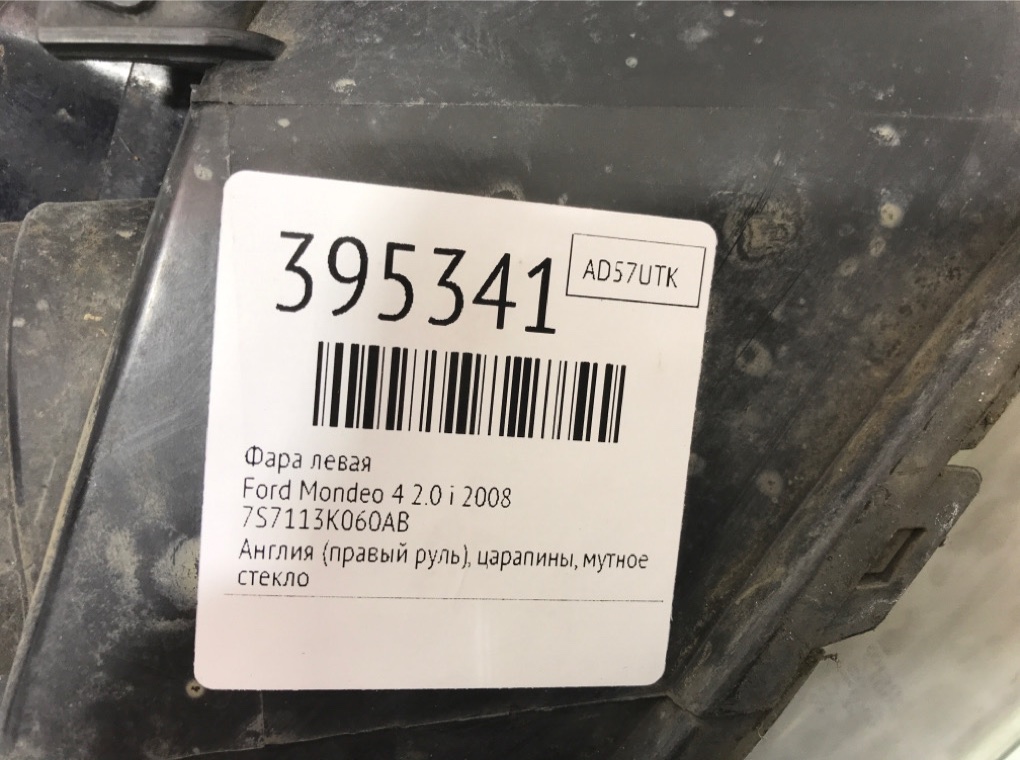 395341
AD57UTK
Фара левая
Ford Mondeo 4 2.0 i 2008
7S7113K060AB
Англия (правый руль), царапины, мутное
стекло